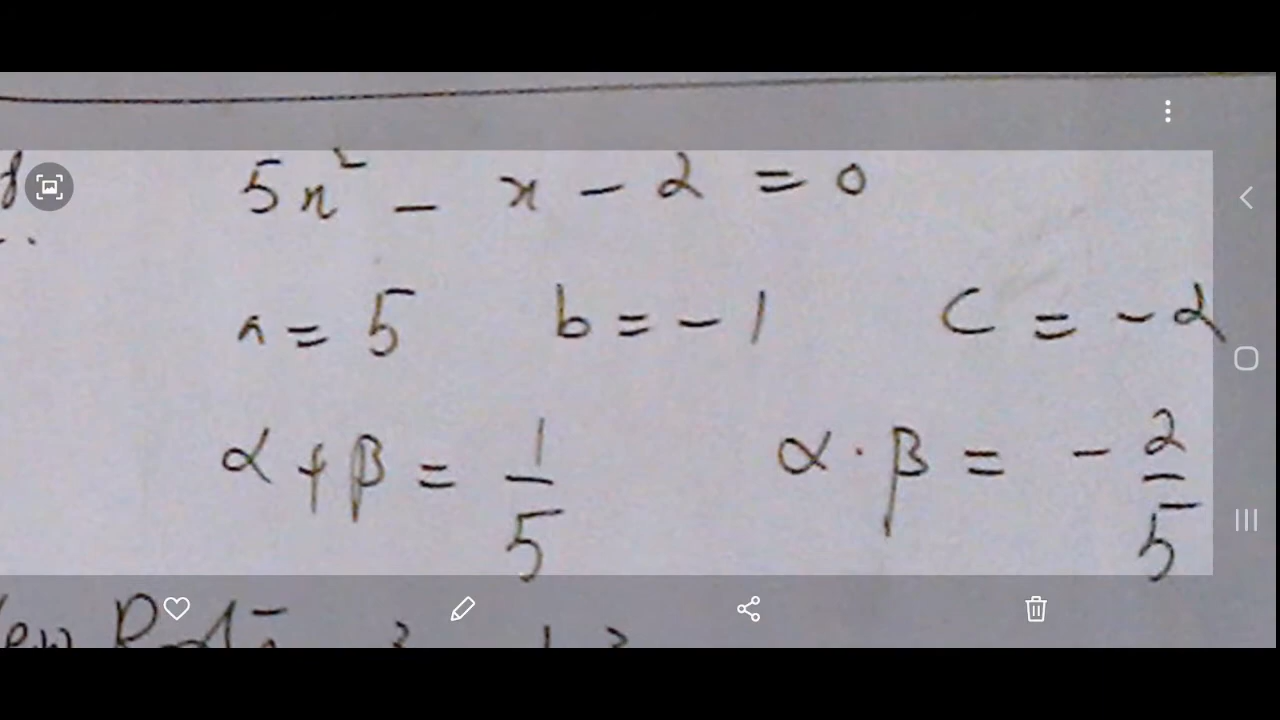 5x² - x - 2 = 0
a = 5 b = -1 c = -2
α + β = 1/5 α · β = -2/5